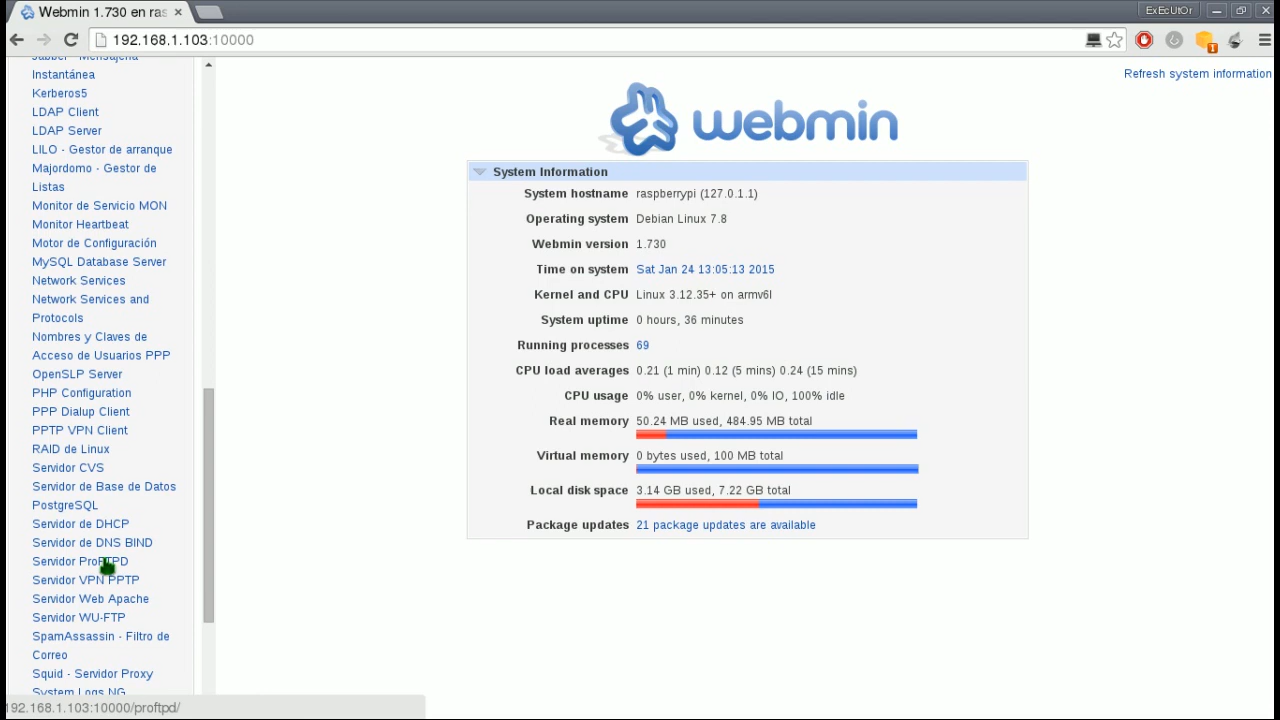 Webmin 1.730 en ras
ExEcUtOr
192.168.1.103:10000
1
Jabber - Mensajería
Instantánea
Kerberos5
LDAP Client
LDAP Server
LILO - Gestor de arranque
Majordomo - Gestor de
Listas
Monitor de Servicio MON
Monitor Heartbeat
Motor de Configuración
MySQL Database Server
Network Services
Network Services and
Protocols
Nombres y Claves de
Acceso de Usuarios PPP
OpenSLP Server
PHP Configuration
PPP Dialup Client
PPTP VPN Client
RAID de Linux
Servidor CVS
Servidor de Base de Datos
PostgreSQL
Servidor de DHCP
Servidor de DNS BIND
Servidor ProFTPD
Servidor VPN PPTP
Servidor Web Apache
Servidor WU-FTP
SpamAssassin - Filtro de
Correo
Squid - Servidor Proxy
System Logs NG
192.168.1.103:10000/proftpd/
Refresh system information
webmin
System Information
System hostname raspberrypi (127.0.1.1)
Operating system Debian Linux 7.8
Webmin version 1.730
Time on system Sat Jan 24 13:05:13 2015
Kernel and CPU Linux 3.12.35+ on armv6l
System uptime 0 hours, 36 minutes
Running processes 69
CPU load averages 0.21 (1 min) 0.12 (5 mins) 0.24 (15 mins)
CPU usage 0% user, 0% kernel, 0% IO, 100% idle
Real memory 50.24 MB used, 484.95 MB total
Virtual memory 0 bytes used, 100 MB total
Local disk space 3.14 GB used, 7.22 GB total
Package updates 21 package updates are available